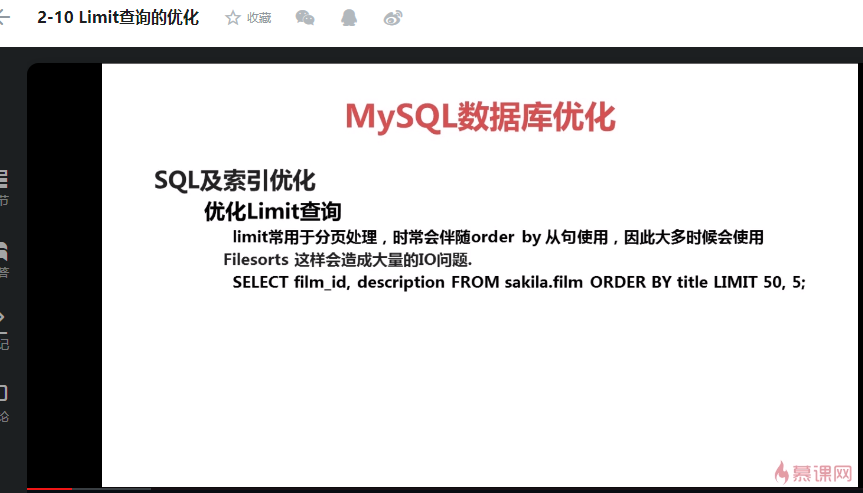 2-10 Limit查询的优化 收藏
MySQL数据库优化
SQL及索引优化
优化Limit查询
limit常用于分页处理，时常会伴随order by 从句使用，因此大多时候会使用
Filesorts 这样会造成大量的IO问题.
SELECT film_id, description FROM sakila.film ORDER BY title LIMIT 50, 5;
节
答
记
论
慕课网